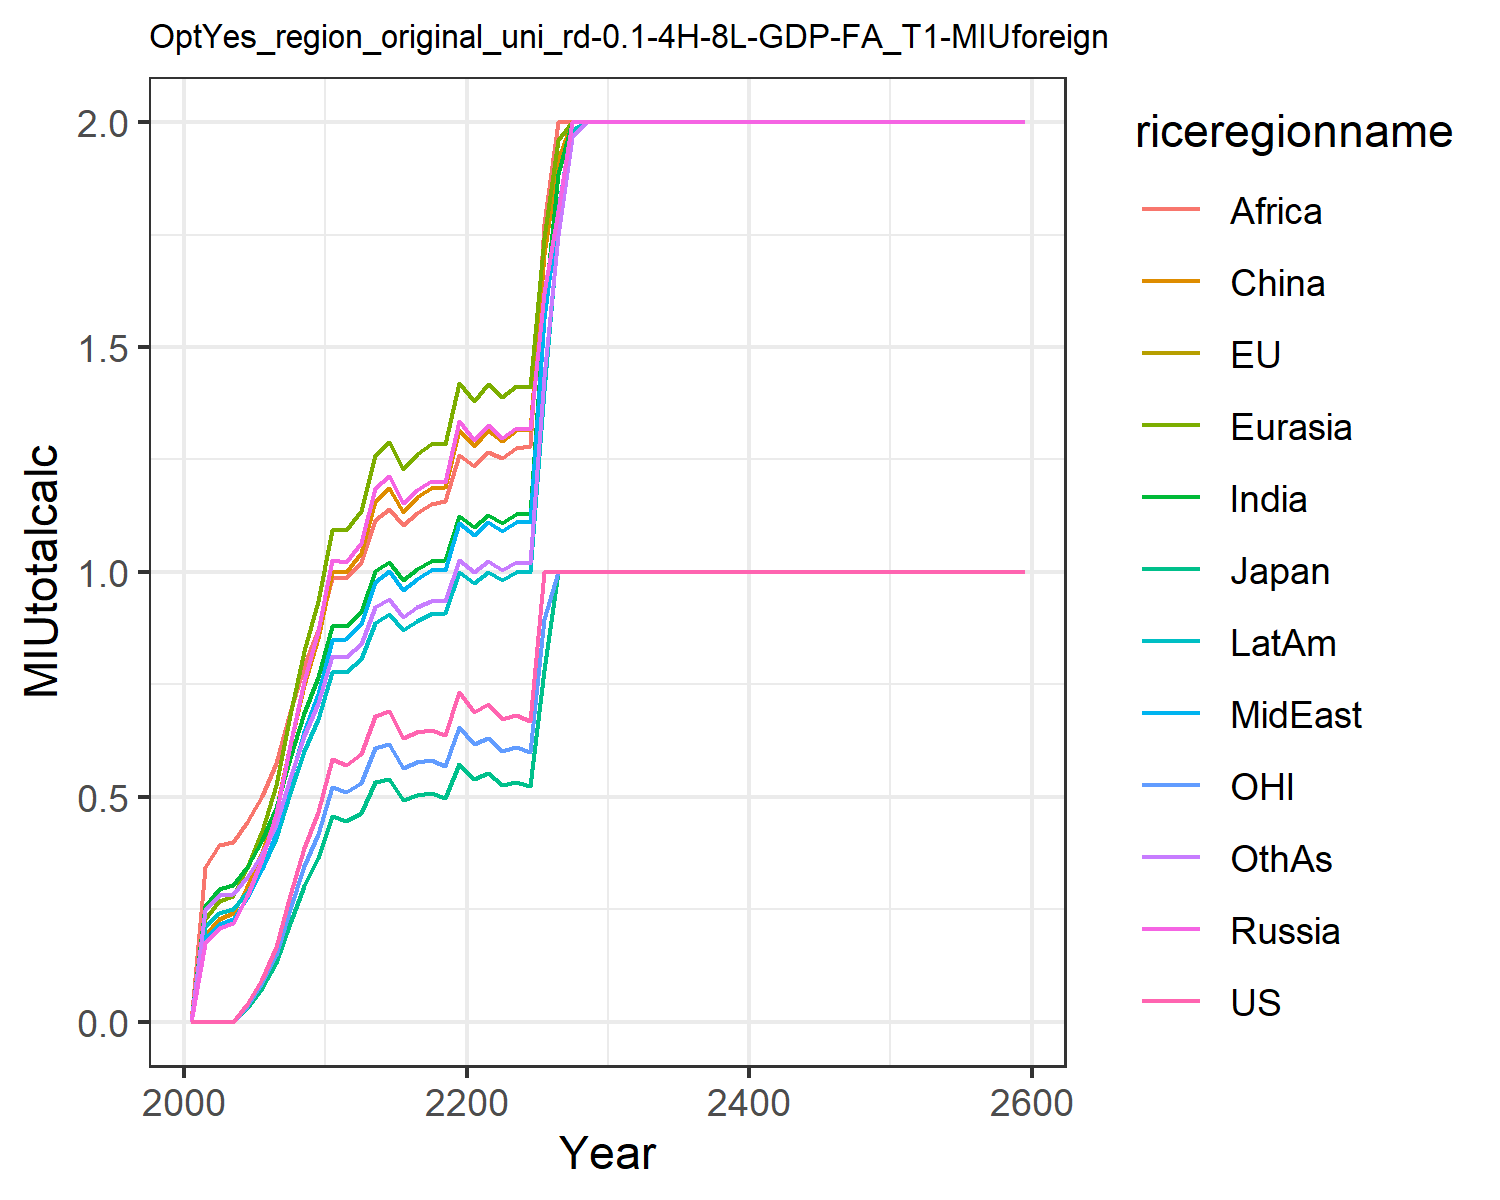 OptYes_region_original_uni_rd-0.1-4H-8L-GDP-FA_T1-MIUforeign
MIUtotalcalc
2.0
1.5
1.0
0.5
0.0
2000
2200
2400
2600
Year
riceregionname
Africa
China
EU
Eurasia
India
Japan
LatAm
MidEast
OHI
OthAs
Russia
US